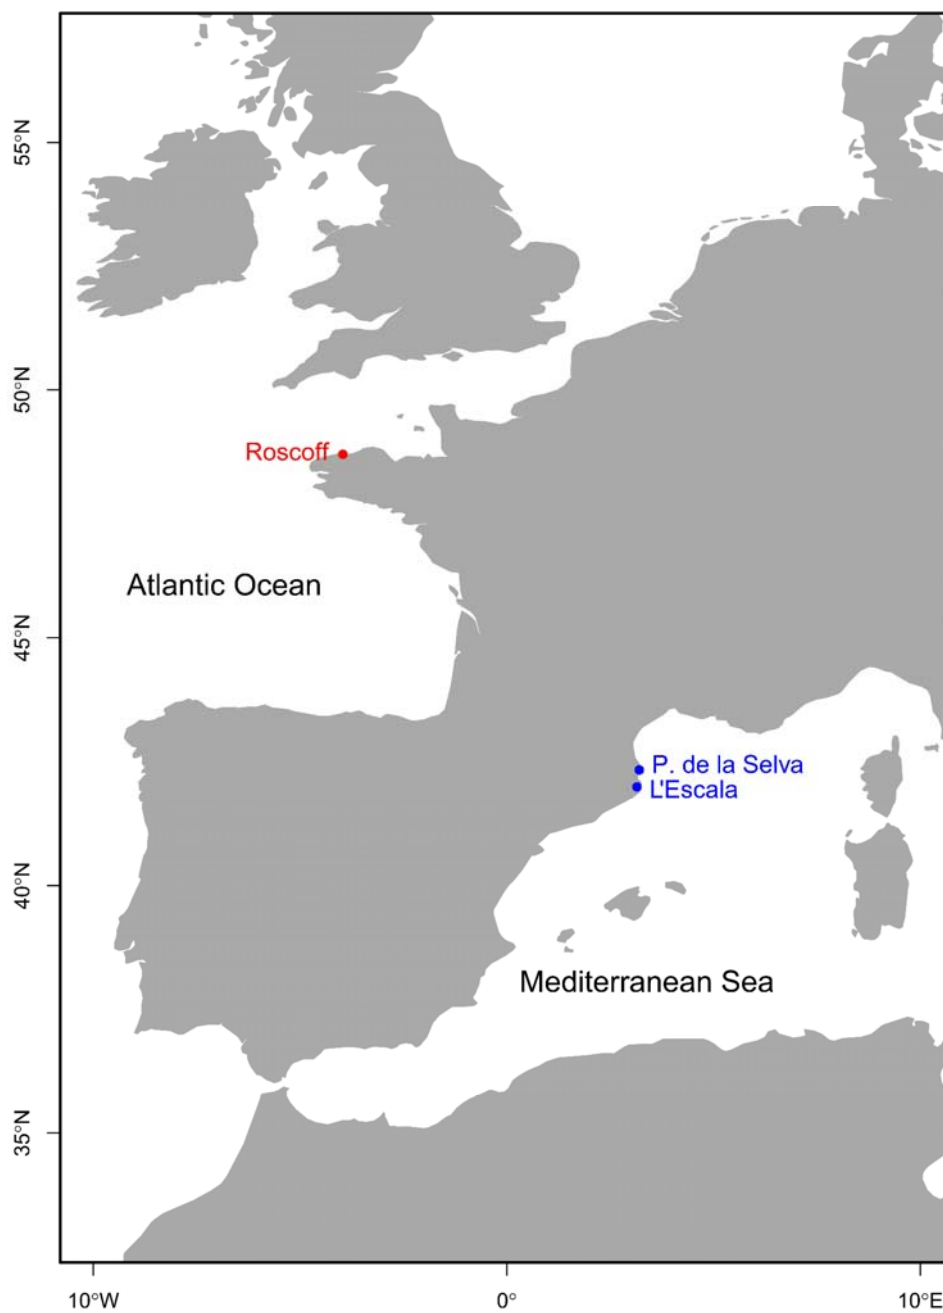 55°N
50°N
Roscoff
Atlantic Ocean
45°N
P. de la Selva
L'Escala
40°N
Mediterranean Sea
35°N
10°W
0°
10°E